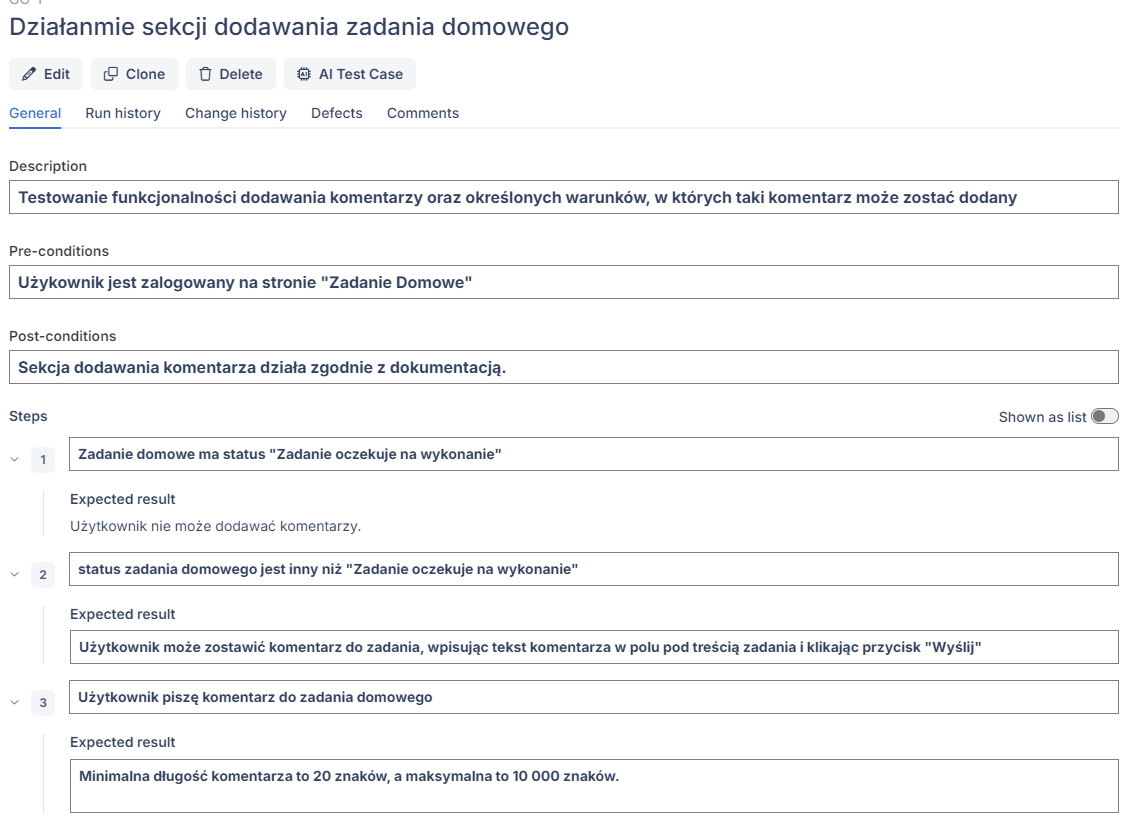 Działanmie sekcji dodawania zadania domowego
Edit Clone Delete AI Test Case
General Run history Change history Defects Comments
Description
Testowanie funkcjonalności dodawania komentarzy oraz określonych warunków, w których taki komentarz może zostać dodany
Pre-conditions
Użykownik jest zalogowany na stronie "Zadanie Domowe"
Post-conditions
Sekcja dodawania komentarza działa zgodnie z dokumentacją.
Steps Shown as list
1 Zadanie domowe ma status "Zadanie oczekuje na wykonanie"
Expected result
Użytkownik nie może dodawać komentarzy.
2 status zadania domowego jest inny niż "Zadanie oczekuje na wykonanie"
Expected result
Użytkownik może zostawić komentarz do zadania, wpisując tekst komentarza w polu pod treścią zadania i klikając przycisk "Wyślij"
3 Użytkownik piszę komentarz do zadania domowego
Expected result
Minimalna długość komentarza to 20 znaków, a maksymalna to 10 000 znaków.